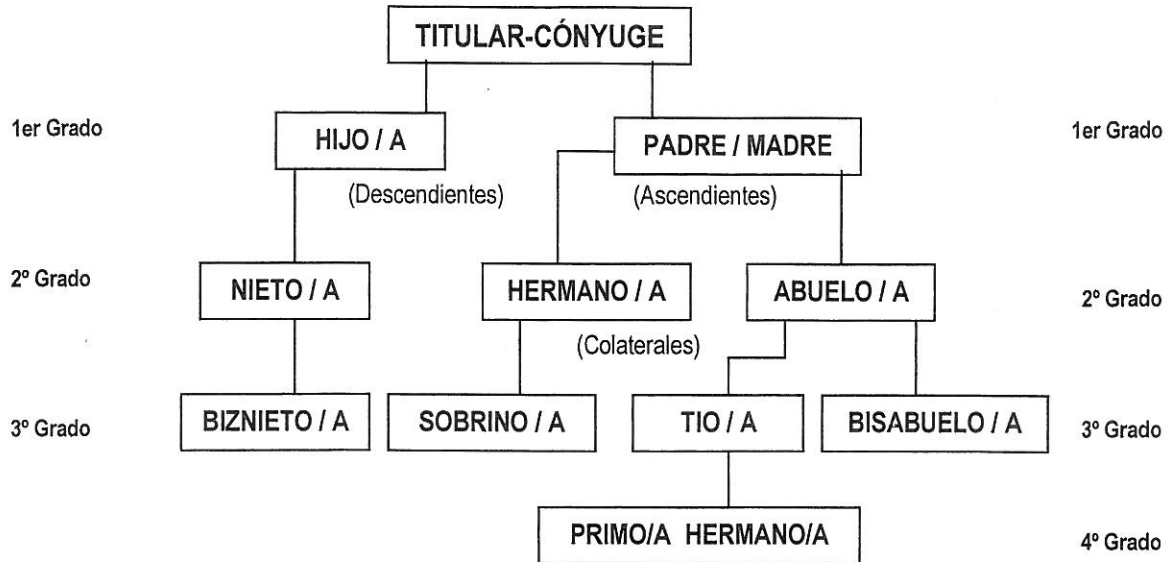 TITULAR-CÓNYUGE
1er Grado
HIJO / A
PADRE / MADRE
1er Grado
(Descendientes)
(Ascendientes)
2º Grado
NIETO / A
HERMANO / A
ABUELO / A
2º Grado
(Colaterales)
3º Grado
BIZNIETO / A
SOBRINO / A
TIO / A
BISABUELO / A
3º Grado
PRIMO/A HERMANO/A
4º Grado